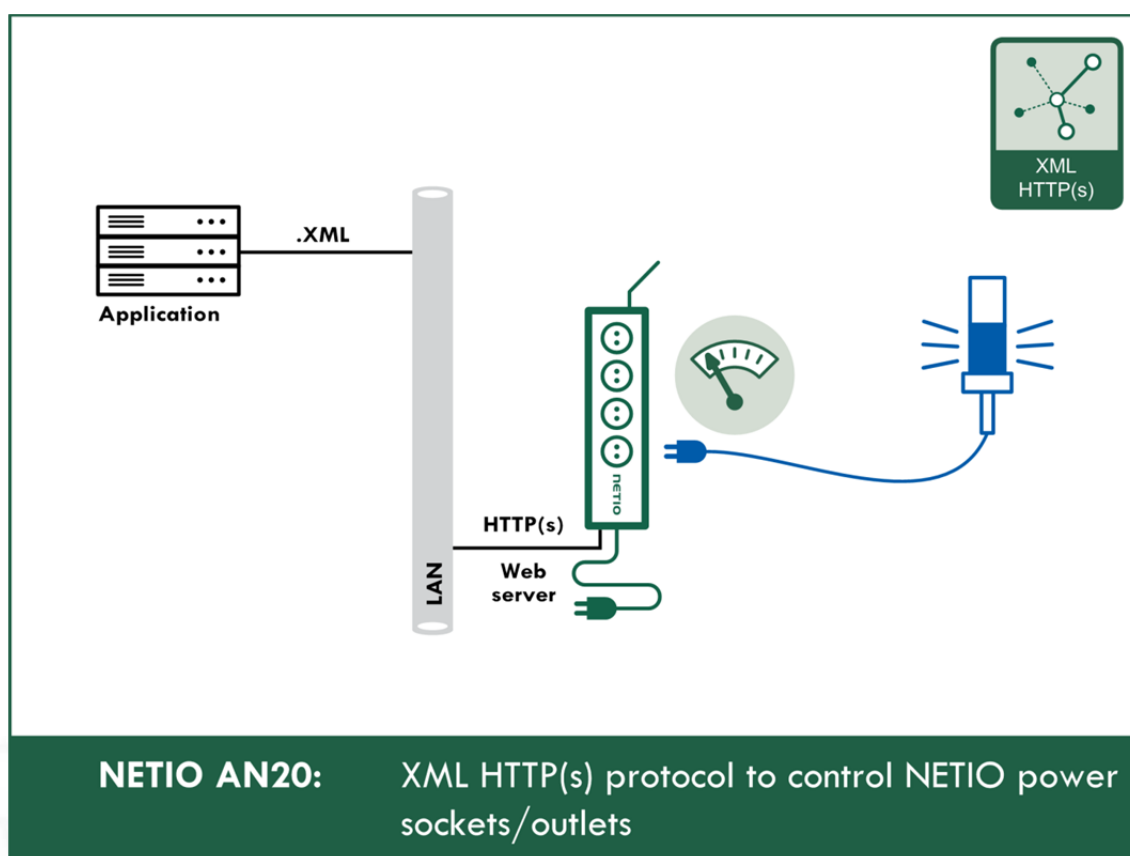 XML
HTTP(s)
.XML
Application
NETIO
HTTP(s)
LAN
Web
server
NETIO AN20: XML HTTP(s) protocol to control NETIO power
sockets/outlets